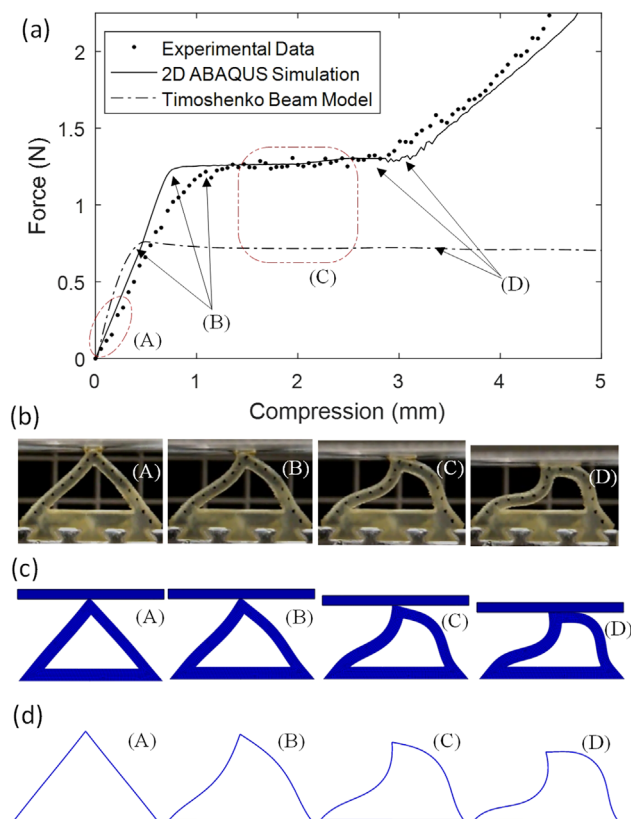 (a)
2
1.5
1
0.5
0
Force (N)
Experimental Data
2D ABAQUS Simulation
Timoshenko Beam Model
(A)
(B)
(C)
(D)
0 1 2 3 4 5
Compression (mm)
(b)
(A) (B) (C) (D)
(c)
(A) (B) (C) (D)
(d)
(A) (B) (C) (D)